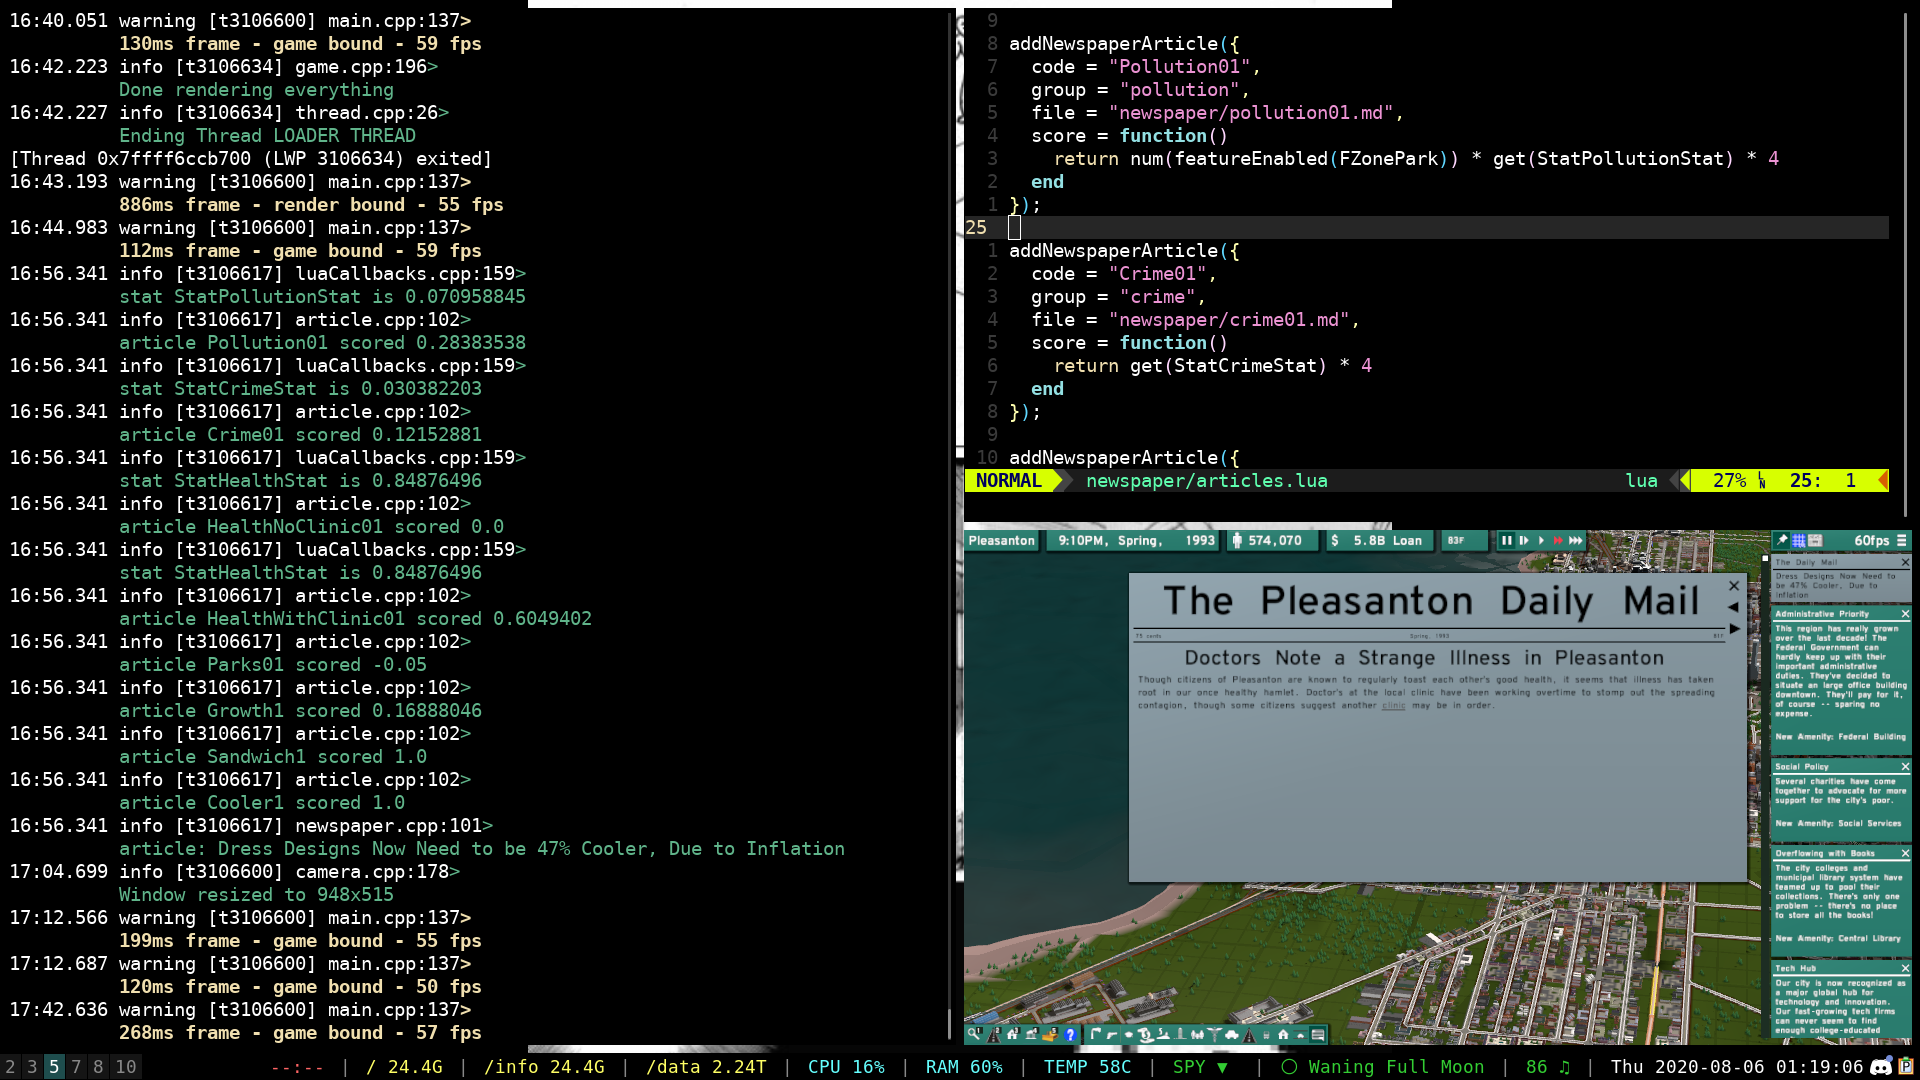 16:40.051 warning [t3106600] main.cpp:137>
130ms frame - game bound - 59 fps
16:42.223 info [t3106634] game.cpp:196>
Done rendering everything
16:42.227 info [t3106634] thread.cpp:26>
Ending Thread LOADER THREAD
[Thread 0x7ffff6ccb700 (LWP 3106634) exited]
16:43.193 warning [t3106600] main.cpp:137>
886ms frame - render bound - 55 fps
16:44.983 warning [t3106600] main.cpp:137>
112ms frame - game bound - 59 fps
16:56.341 info [t3106617] luaCallbacks.cpp:159>
stat StatPollutionStat is 0.070958845
16:56.341 info [t3106617] article.cpp:102>
article Pollution01 scored 0.28383538
16:56.341 info [t3106617] luaCallbacks.cpp:159>
stat StatCrimeStat is 0.030382203
16:56.341 info [t3106617] article.cpp:102>
article Crime01 scored 0.12152881
16:56.341 info [t3106617] luaCallbacks.cpp:159>
stat StatHealthStat is 0.84876496
16:56.341 info [t3106617] article.cpp:102>
article HealthNoClinic01 scored 0.0
16:56.341 info [t3106617] luaCallbacks.cpp:159>
stat StatHealthStat is 0.84876496
16:56.341 info [t3106617] article.cpp:102>
article HealthWithClinic01 scored 0.6049402
16:56.341 info [t3106617] article.cpp:102>
article Parks01 scored -0.05
16:56.341 info [t3106617] article.cpp:102>
article Growth1 scored 0.16888046
16:56.341 info [t3106617] article.cpp:102>
article Sandwich1 scored 1.0
16:56.341 info [t3106617] article.cpp:102>
article Cooler1 scored 1.0
16:56.341 info [t3106617] newspaper.cpp:101>
article: Dress Designs Now Need to be 47% Cooler, Due to Inflation
17:04.699 info [t3106600] camera.cpp:178>
Window resized to 948x515
17:12.566 warning [t3106600] main.cpp:137>
199ms frame - game bound - 55 fps
17:12.687 warning [t3106600] main.cpp:137>
120ms frame - game bound - 50 fps
17:42.636 warning [t3106600] main.cpp:137>
268ms frame - game bound - 57 fps
9
8 addNewspaperArticle({
7 code = "Pollution01",
6 group = "pollution",
5 file = "newspaper/pollution01.md",
4 score = function()
3 return num(featureEnabled(FZonePark)) * get(StatPollutionStat) * 4
2 end
1 });
25
1 addNewspaperArticle({
2 code = "Crime01",
3 group = "crime",
4 file = "newspaper/crime01.md",
5 score = function()
6 return get(StatCrimeStat) * 4
7 end
8 });
9
10 addNewspaperArticle({
NORMAL newspaper/articles.lua lua 27% 25: 1
Pleasanton 9:10PM, Spring, 1993 574,070 $ 5.8B Loan 83F 60fps
The Pleasanton Daily Mail
75 cents Spring, 1993 81F
Doctors Note a Strange Illness in Pleasanton
Though citizens of Pleasanton are known to regularly toast each other's good health, it seems that illness has taken
root in our once healthy hamlet. Doctor's at the local clinic have been working overtime to stomp out the spreading
contagion, though some citizens suggest another clinic may be in order.
The Daily Mail
Dress Designs Now Need to
be 47% Cooler, Due to
Inflation
Administrative Priority
This region has really grown
over the last decade! The
Federal Government can
hardly keep up with their
important administrative
duties. They've decided to
situate an large office building
downtown. They'll pay for it,
of course -- sparing no
expense.
New Amenity: Federal Building
Social Policy
Several charities have come
together to advocate for more
support for the city's poor.
New Amenity: Social Services
Overflowing with Books
The city colleges and
municipal library system have
teamed up to pool their
collections. There's only one
problem -- there's no place
to store all the books!
New Amenity: Central Library
Tech Hub
Our city is now recognized as
a major global hub for
technology and innovation.
Our fast-growing tech firms
can never seem to find
enough college-educated
2 3 5 7 8 10 --:-- | / 24.4G | /info 24.4G | /data 2.24T | CPU 16% | RAM 60% | TEMP 58C | SPY ▼ | Waning Full Moon | 86 ♫ | Thu 2020-08-06 01:19:06